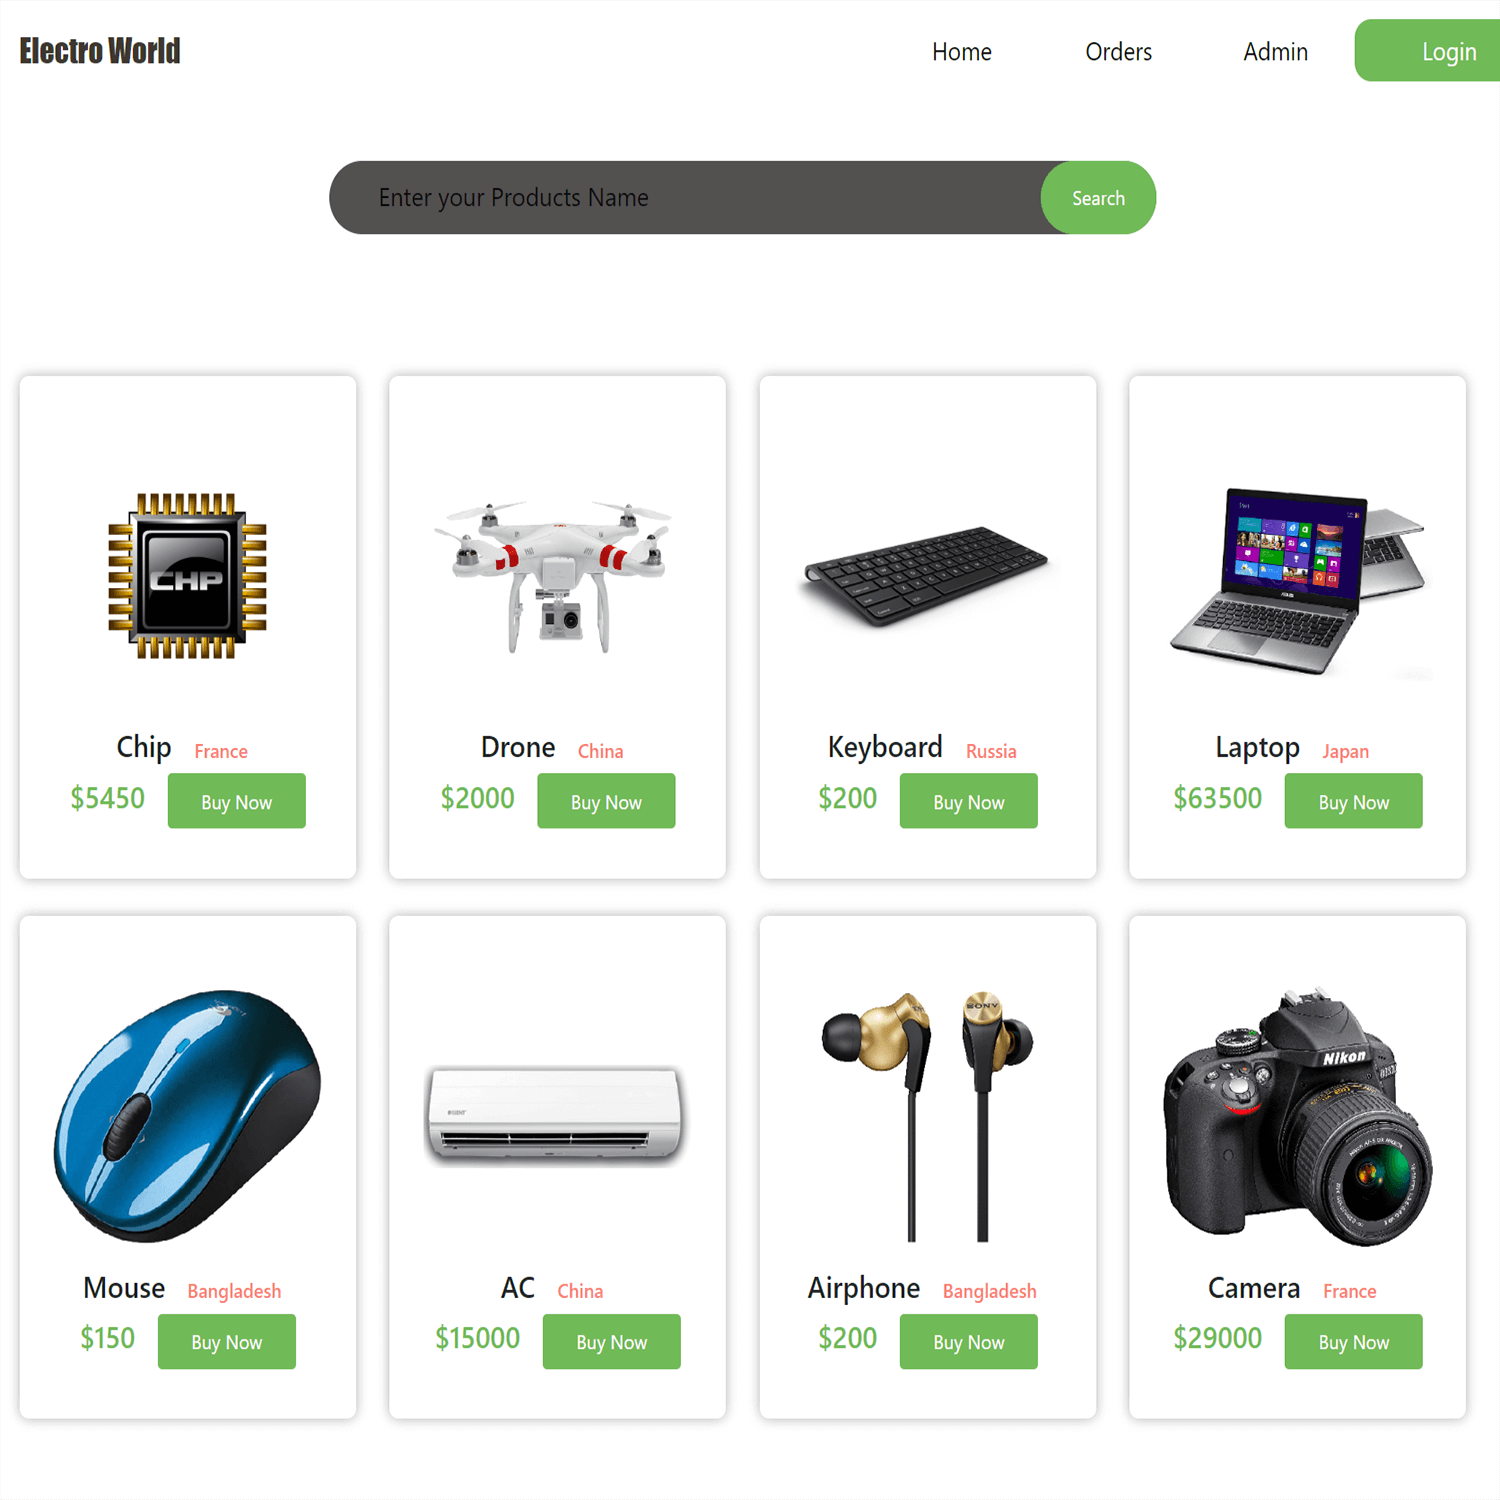 Electro World
Home Orders Admin Login
Enter your Products Name Search
CHP
Chip France
$5450 Buy Now
Drone China
$2000 Buy Now
Keyboard Russia
$200 Buy Now
ASUS
Laptop Japan
$63500 Buy Now
Mouse Bangladesh
$150 Buy Now
AC China
$15000 Buy Now
SONY
Airphone Bangladesh
$200 Buy Now
Nikon
Camera France
$29000 Buy Now